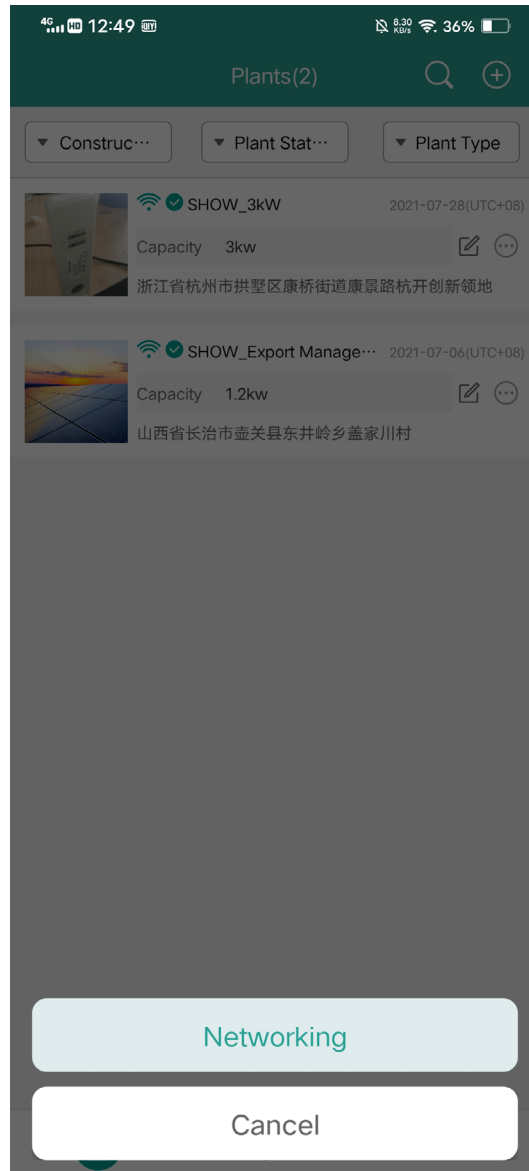 4G HD 12:49 8.30 KB/s 36%
Plants(2)
Construc··· Plant Stat··· Plant Type
SHOW_3kW 2021-07-28(UTC+08)
Capacity 3kw
浙江省杭州市拱墅区康桥街道康景路杭开创新领地
SHOW_Export Manage··· 2021-07-06(UTC+08)
Capacity 1.2kw
山西省长治市壶关县东井岭乡盖家川村
Networking
Cancel